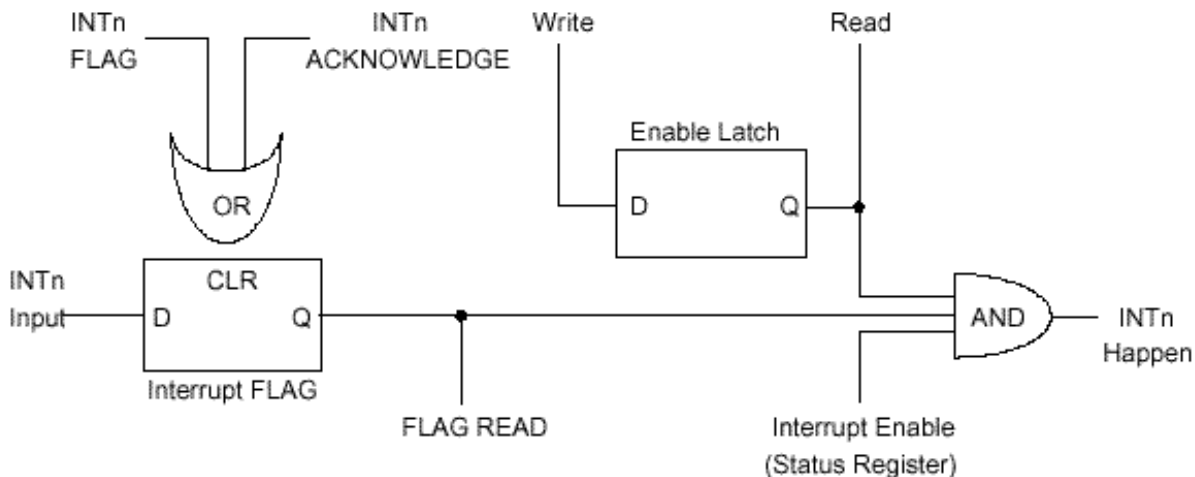 INTn
FLAG
INTn
ACKNOWLEDGE
Write
Read
Enable Latch
D
Q
OR
INTn
Input
CLR
D
Q
Interrupt FLAG
AND
INTn
Happen
FLAG READ
Interrupt Enable
(Status Register)